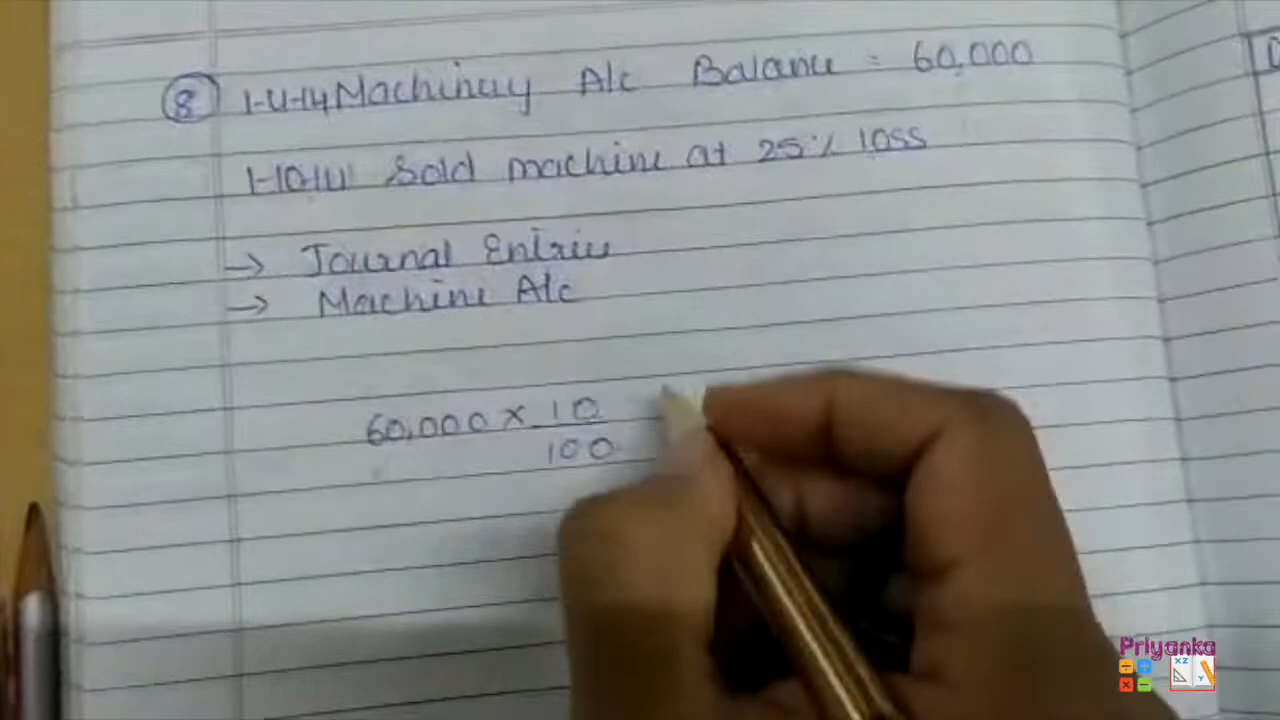 8 1-4-14 Machinery A/c Balance = 60,000
1-10-14 Sold machine at 25% loss
→ Journal Entries
→ Machine A/c
60,000 × 10
100
Priyanka